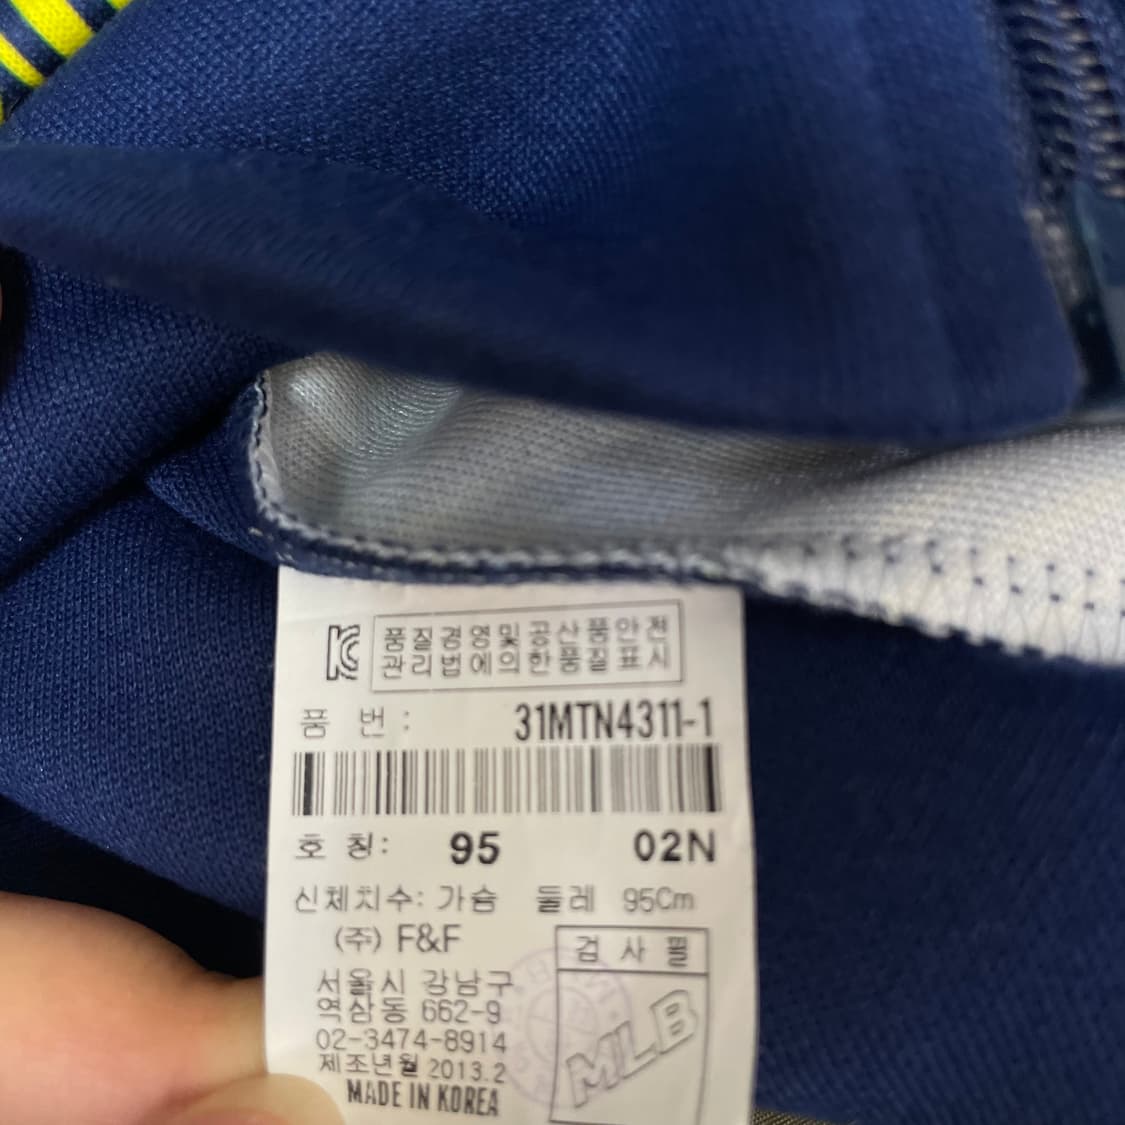 품질경영및공산품안전
관리법에의한품질표시
품 번 : 31MTN4311-1
호 칭: 95 02N
신체치수: 가슴 둘레 95Cm
(주) F&F
검 사 필
서울시 강남구
역삼동 662-9
02-3474-8914
제조년월 2013.2
MADE IN KOREA
MLB